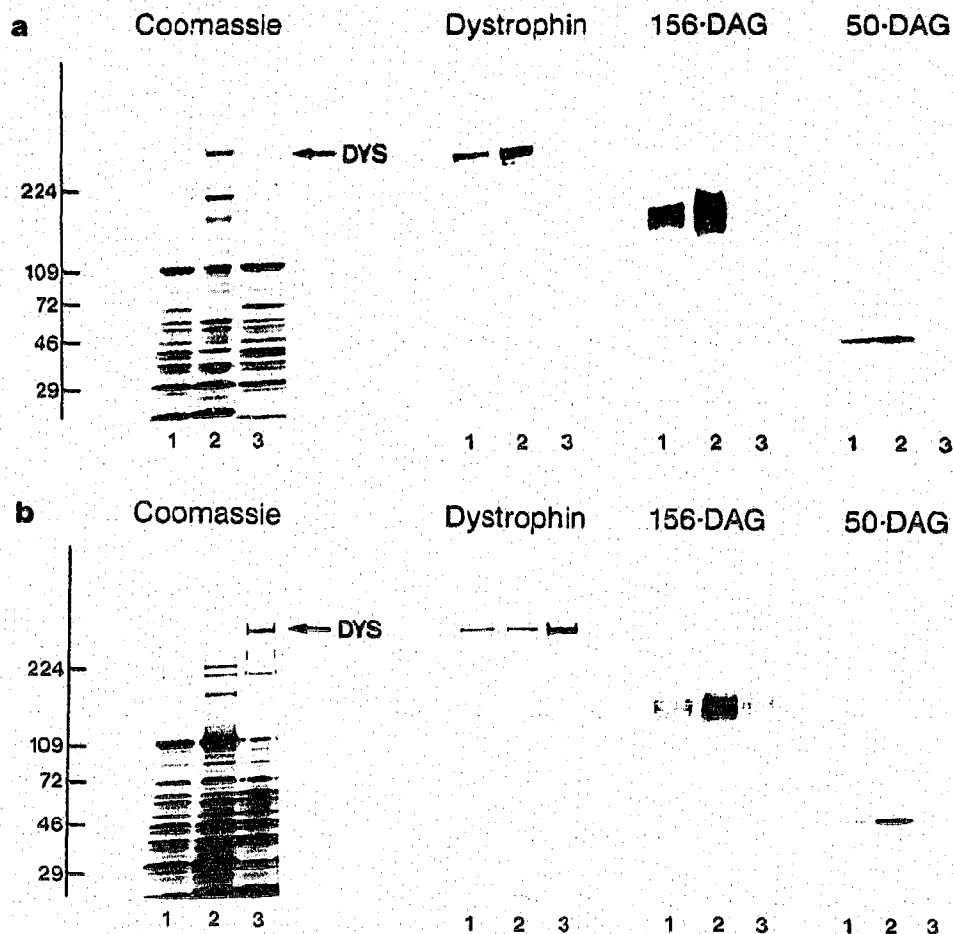 a Coomassie Dystrophin 156·DAG 50·DAG
DYS
224
109
72
46
29
1 2 3 1 2 3 1 2 3 1 2 3
b Coomassie Dystrophin 156·DAG 50·DAG
DYS
224
109
72
46
29
1 2 3 1 2 3 1 2 3 1 2 3